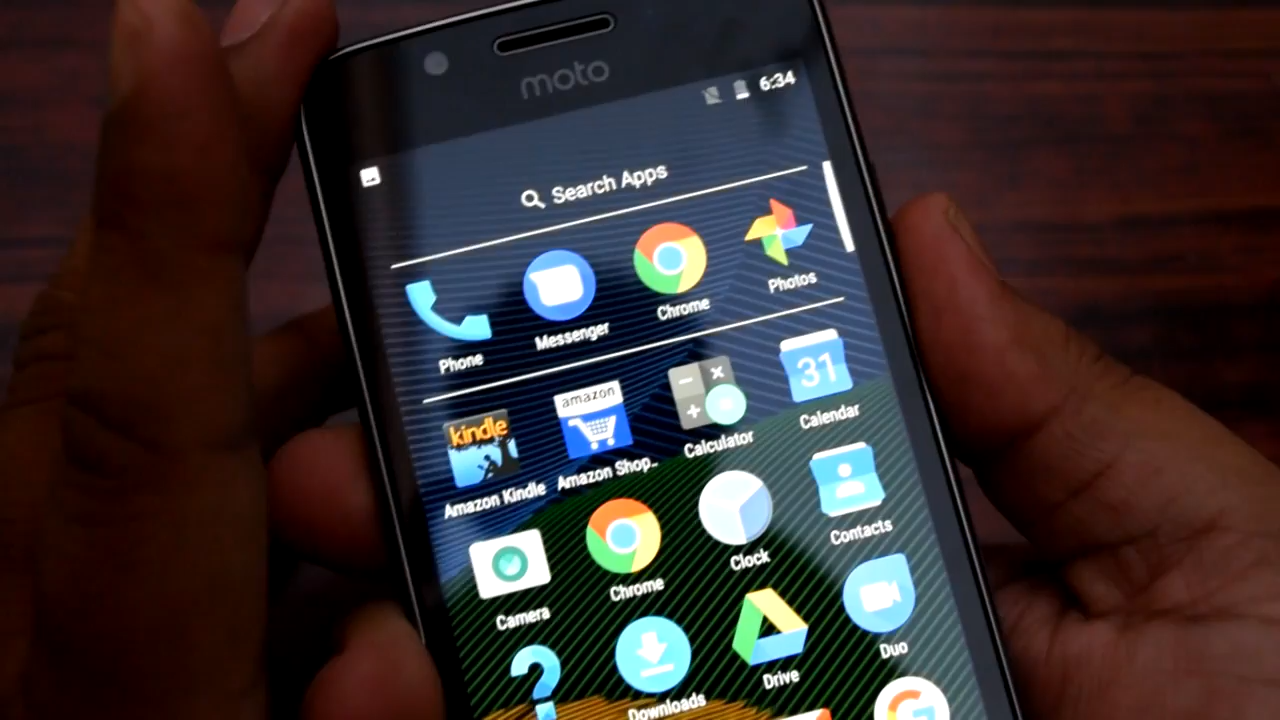 moto
6:34
Search Apps
Phone Messenger Chrome Photos
kindle amazon 31
Amazon Kindle Amazon Shop.. Calculator Calendar
Camera Chrome Clock Contacts
Downloads Drive Duo
G